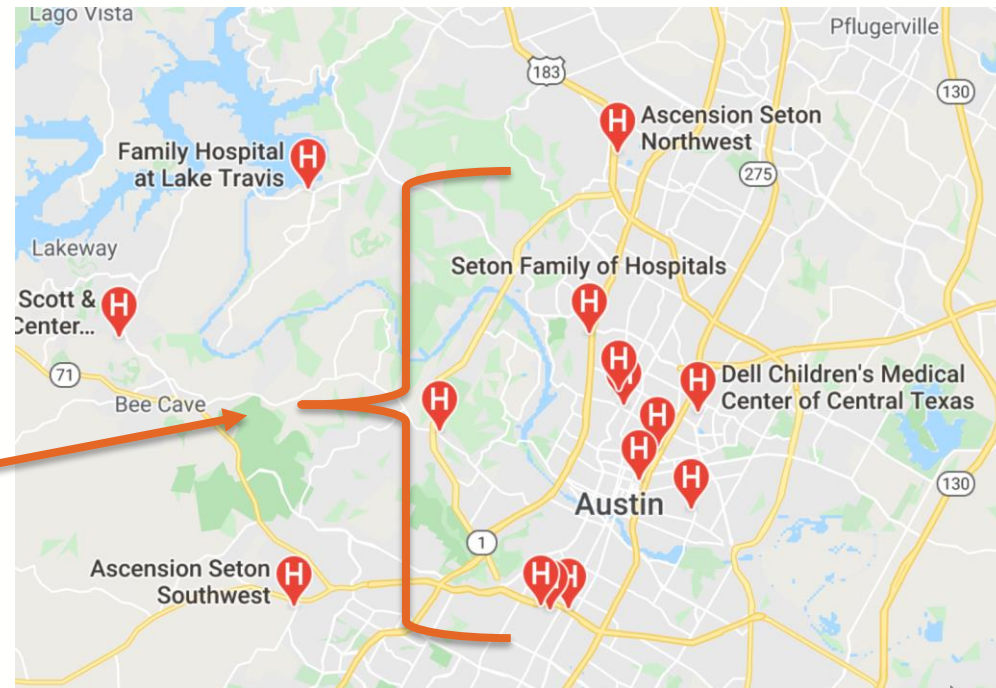 Lago Vista
Pflugerville
183
130
Ascension Seton
Northwest
Family Hospital
at Lake Travis
275
Lakeway
Seton Family of Hospitals
Scott &
Center...
71
Dell Children's Medical
Center of Central Texas
Bee Cave
130
Austin
1
Ascension Seton
Southwest
H
H
H
H
H
H
H
H
H
H
H
H
H
H